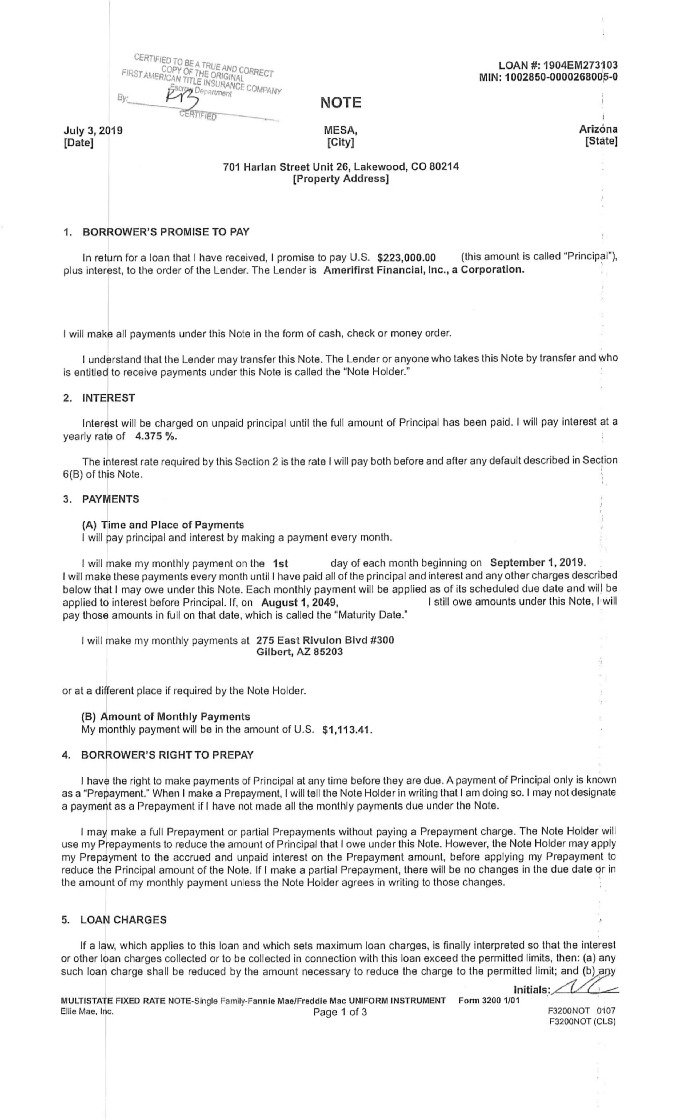 CERTIFIED TO BE A TRUE AND CORRECT
COPY OF THE ORIGINAL
FIRST AMERICAN TITLE INSURANCE COMPANY
Escrow Department
By:
CERTIFIED
LOAN #: 1904EM273103
MIN: 1002850-0000268005-0
NOTE
July 3, 2019 MESA, Arizona
[Date] [City] [State]
701 Harlan Street Unit 26, Lakewood, CO 80214
[Property Address]
1. BORROWER'S PROMISE TO PAY
In return for a loan that I have received, I promise to pay U.S. $223,000.00 (this amount is called "Principal"),
plus interest, to the order of the Lender. The Lender is Amerifirst Financial, Inc., a Corporation.
I will make all payments under this Note in the form of cash, check or money order.
I understand that the Lender may transfer this Note. The Lender or anyone who takes this Note by transfer and who
is entitled to receive payments under this Note is called the "Note Holder."
2. INTEREST
Interest will be charged on unpaid principal until the full amount of Principal has been paid. I will pay interest at a
yearly rate of 4.375 %.
The interest rate required by this Section 2 is the rate I will pay both before and after any default described in Section
6(B) of this Note.
3. PAYMENTS
(A) Time and Place of Payments
I will pay principal and interest by making a payment every month.
I will make my monthly payment on the 1st day of each month beginning on September 1, 2019.
I will make these payments every month until I have paid all of the principal and interest and any other charges described
below that I may owe under this Note. Each monthly payment will be applied as of its scheduled due date and will be
applied to interest before Principal. If, on August 1, 2049, I still owe amounts under this Note, I will
pay those amounts in full on that date, which is called the "Maturity Date."
I will make my monthly payments at 275 East Rivulon Blvd #300
Gilbert, AZ 85203
or at a different place if required by the Note Holder.
(B) Amount of Monthly Payments
My monthly payment will be in the amount of U.S. $1,113.41.
4. BORROWER'S RIGHT TO PREPAY
I have the right to make payments of Principal at any time before they are due. A payment of Principal only is known
as a "Prepayment." When I make a Prepayment, I will tell the Note Holder in writing that I am doing so. I may not designate
a payment as a Prepayment if I have not made all the monthly payments due under the Note.
I may make a full Prepayment or partial Prepayments without paying a Prepayment charge. The Note Holder will
use my Prepayments to reduce the amount of Principal that I owe under this Note. However, the Note Holder may apply
my Prepayment to the accrued and unpaid interest on the Prepayment amount, before applying my Prepayment to
reduce the Principal amount of the Note. If I make a partial Prepayment, there will be no changes in the due date or in
the amount of my monthly payment unless the Note Holder agrees in writing to those changes.
5. LOAN CHARGES
If a law, which applies to this loan and which sets maximum loan charges, is finally interpreted so that the interest
or other loan charges collected or to be collected in connection with this loan exceed the permitted limits, then: (a) any
such loan charge shall be reduced by the amount necessary to reduce the charge to the permitted limit; and (b) any
Initials:
MULTISTATE FIXED RATE NOTE-Single Family-Fannie Mae/Freddie Mac UNIFORM INSTRUMENT Form 3200 1/01
Ellie Mae, Inc. Page 1 of 3 F3200NOT 0107
F3200NOT (CLS)